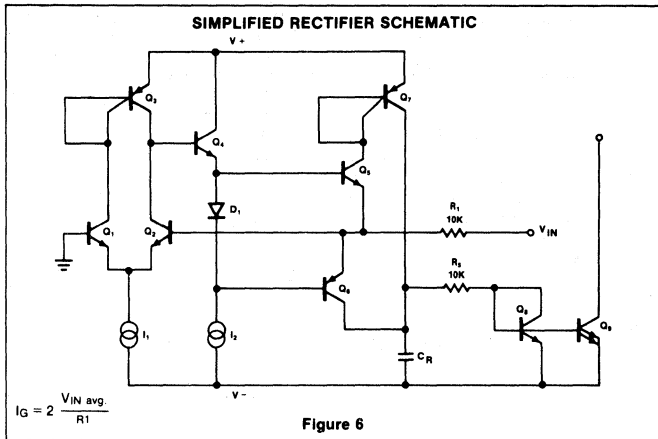 SIMPLIFIED RECTIFIER SCHEMATIC
V+
Q3
Q7
Q4
Q5
D1
R1
10K
VIN
Q1
Q2
R5
10K
Q6
Q8
Q9
I1
I2
CR
V-
IG = 2 VIN avg. / R1
Figure 6